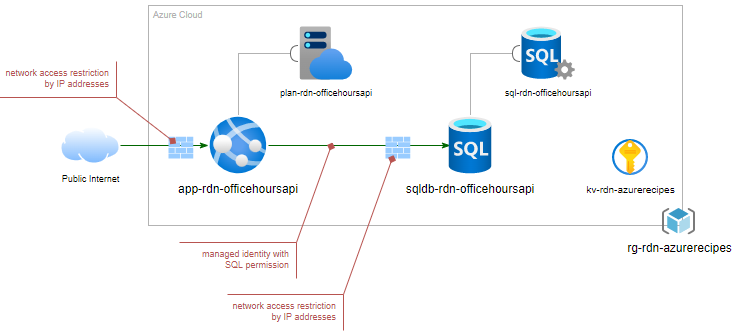 Azure Cloud
network access restriction
by IP addresses
plan-rdn-officehoursapi
SQL
sql-rdn-officehoursapi
Public Internet
app-rdn-officehoursapi
SQL
sqldb-rdn-officehoursapi
kv-rdn-azurerecipes
rg-rdn-azurerecipes
managed identity with
SQL permission
network access restriction
by IP addresses